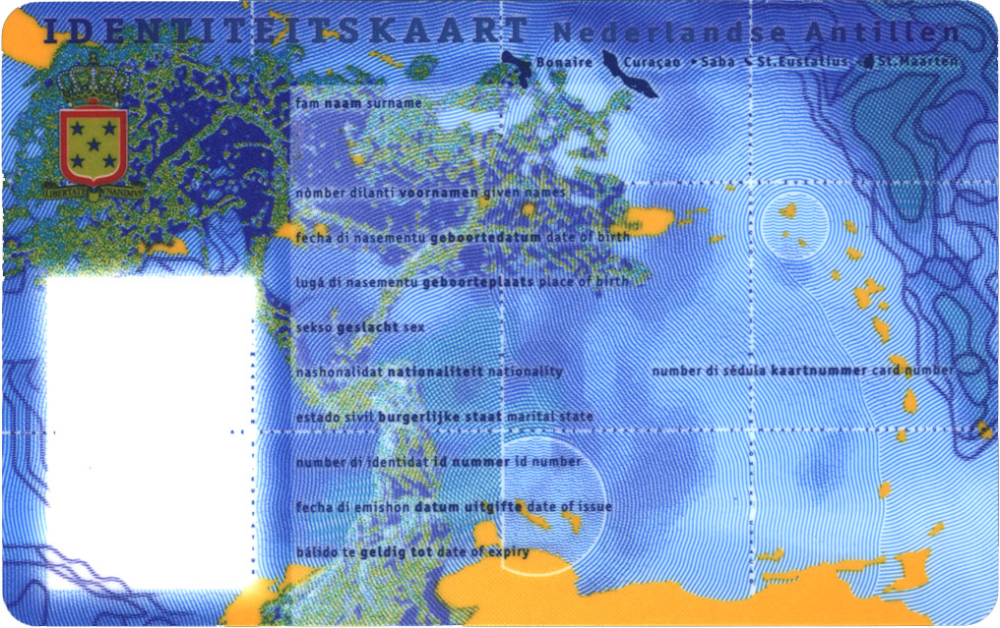 IDENTITEITSKAART Nederlandse Antillen
Bonaire Curaçao • Saba St.Eustatius St.Maarten
fam naam surname
LIBERTATE UNANIMUS
nòmber dilanti voornamen given names
fecha di nasementu geboortedatum date of birth
lugá di nasementu geboorteplaats place of birth
sekso geslacht sex
nashonalidat nationaliteit nationality
number di sédula kaartnummer card number
estado sivil burgerlijke staat marital state
number di identidat id nummer id number
fecha di emishon datum uitgifte date of issue
bálido te geldig tot date of expiry